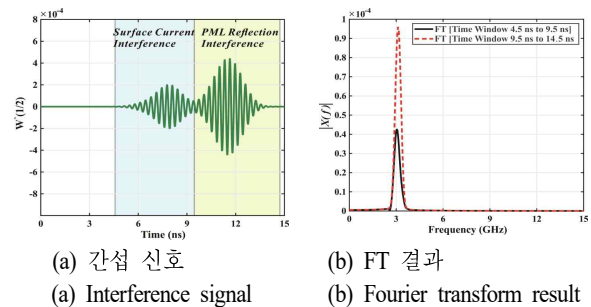 ×10⁻⁴
8
6
4
2
0
-2
-4
-6
-8
W^(1/2)
Surface Current
Interference
PML Reflection
Interference
0 3 6 9 12 15
Time (ns)
×10⁻⁴
1
0.9
0.8
0.7
0.6
0.5
0.4
0.3
0.2
0.1
0
|X(f)|
FT [Time Window 4.5 ns to 9.5 ns]
FT [Time Window 9.5 ns to 14.5 ns
0 3 6 9 12 15
Frequency (GHz)
(a) 간섭 신호
(a) Interference signal
(b) FT 결과
(b) Fourier transform result